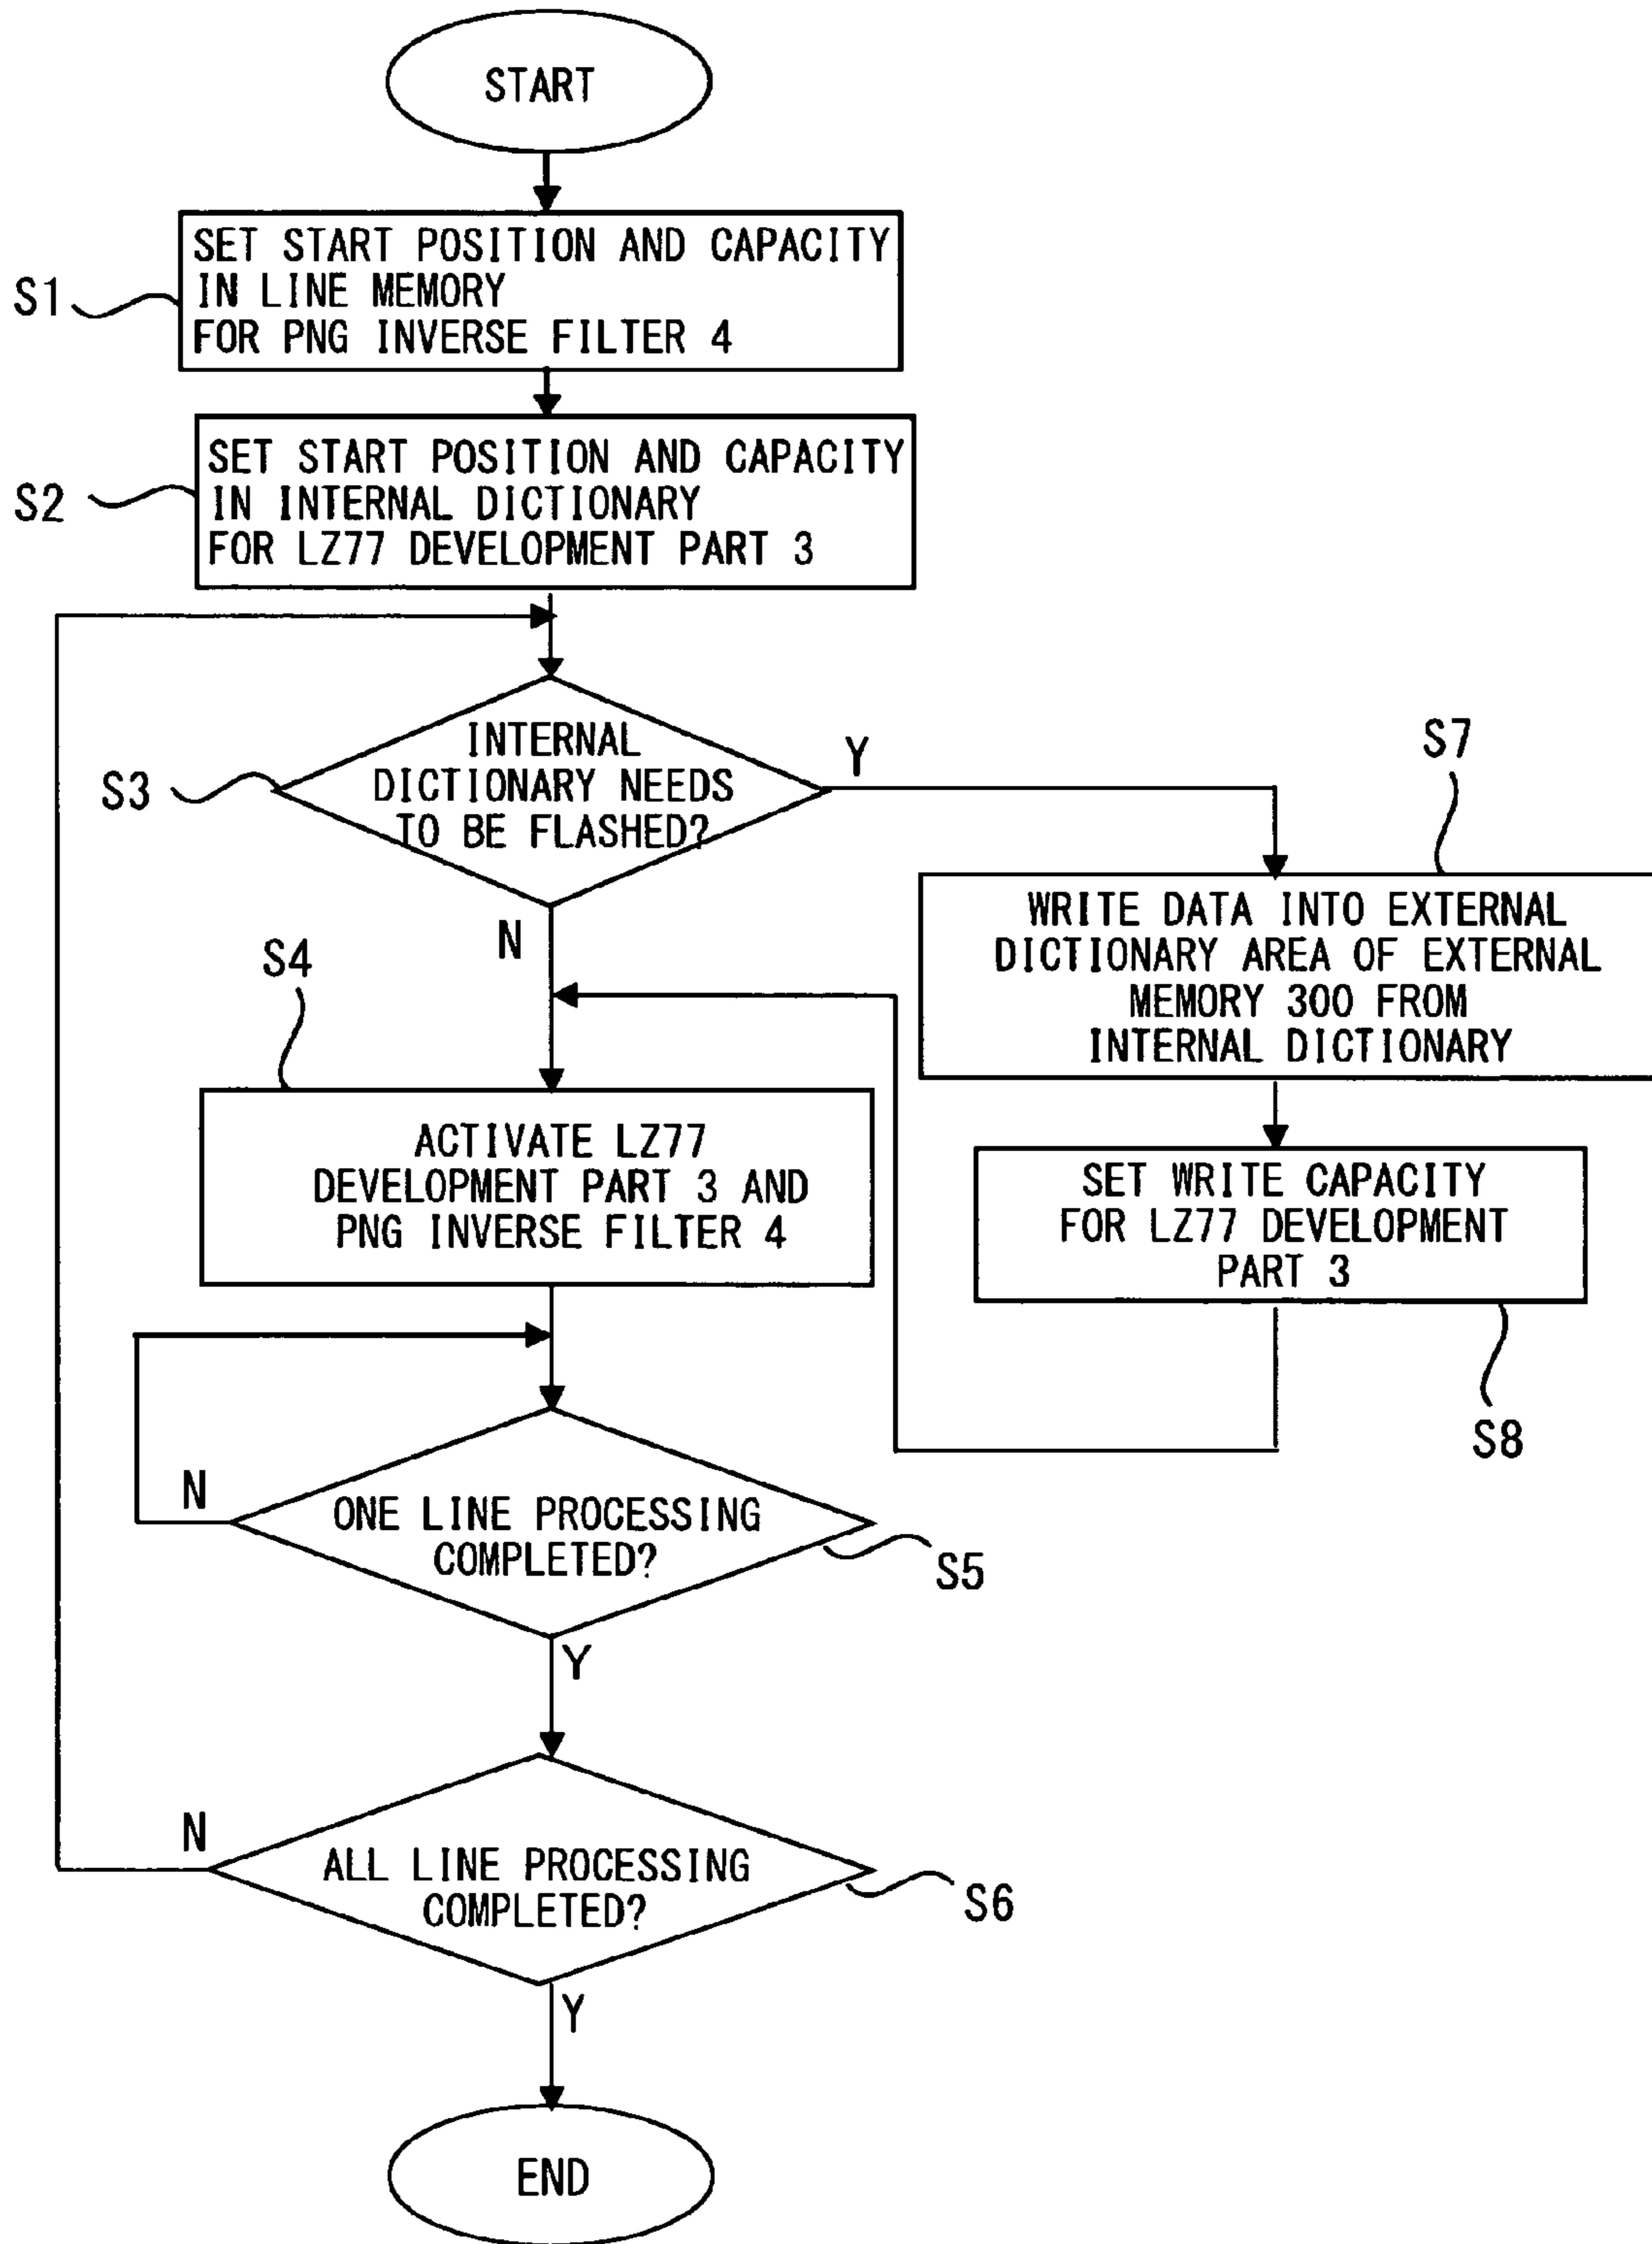 START
S1
SET START POSITION AND CAPACITY
IN LINE MEMORY
FOR PNG INVERSE FILTER 4
S2
SET START POSITION AND CAPACITY
IN INTERNAL DICTIONARY
FOR LZ77 DEVELOPMENT PART 3
S3
INTERNAL
DICTIONARY NEEDS
TO BE FLASHED?
Y
N
S7
WRITE DATA INTO EXTERNAL
DICTIONARY AREA OF EXTERNAL
MEMORY 300 FROM
INTERNAL DICTIONARY
S4
ACTIVATE LZ77
DEVELOPMENT PART 3 AND
PNG INVERSE FILTER 4
SET WRITE CAPACITY
FOR LZ77 DEVELOPMENT
PART 3
S8
N
ONE LINE PROCESSING
COMPLETED?
S5
Y
N
ALL LINE PROCESSING
COMPLETED?
S6
Y
END